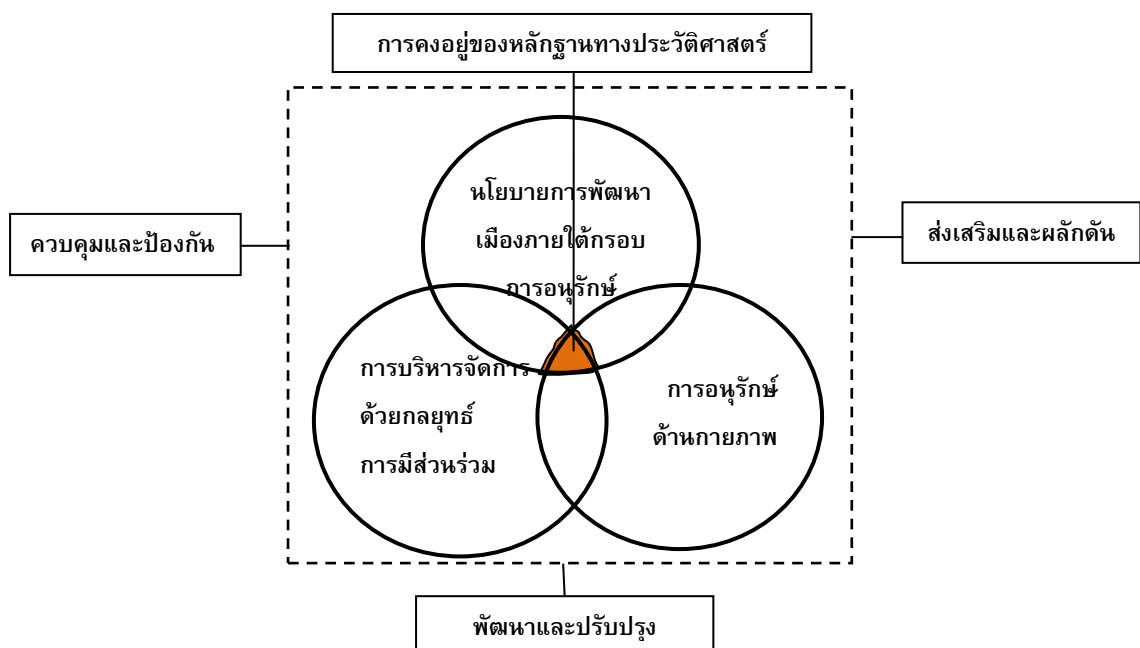 การคงอยู่ของหลักฐานทางประวัติศาสตร์
นโยบายการพัฒนา
เมืองภายใต้กรอบ
การอนุรักษ์
ควบคุมและป้องกัน
ส่งเสริมและผลักดัน
การบริหารจัดการ
ด้วยกลยุทธ์
การมีส่วนร่วม
การอนุรักษ์
ด้านกายภาพ
พัฒนาและปรับปรุง